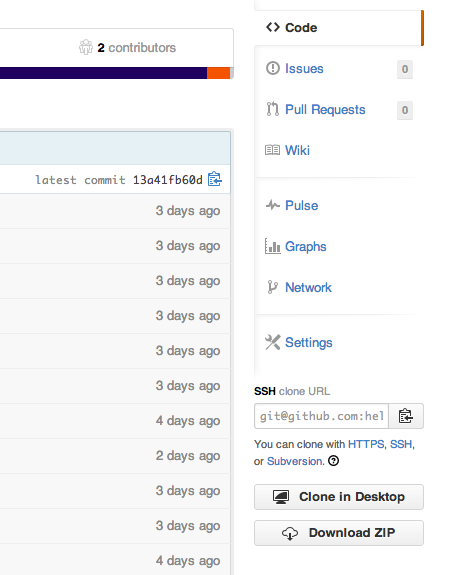 2 contributors
latest commit 13a41fb60d
3 days ago
3 days ago
3 days ago
3 days ago
3 days ago
3 days ago
4 days ago
2 days ago
3 days ago
3 days ago
4 days ago
Code
Issues 0
Pull Requests 0
Wiki
Pulse
Graphs
Network
Settings
SSH clone URL
git@github.com:hel
You can clone with HTTPS, SSH,
or Subversion. ?
Clone in Desktop
Download ZIP